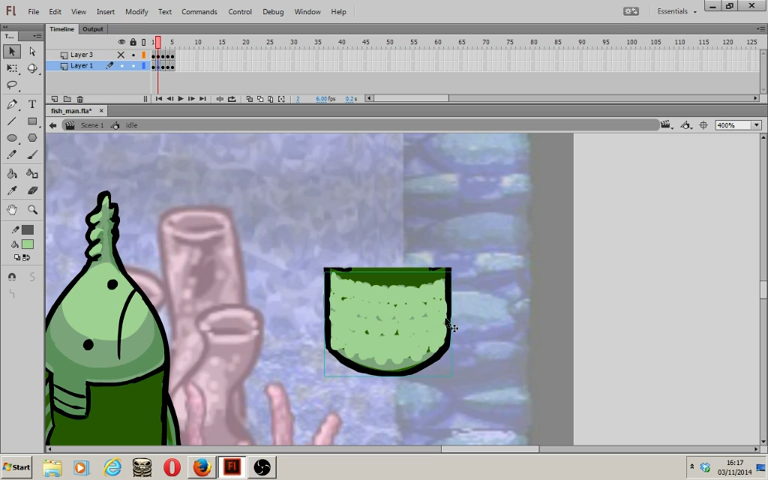 Fl File Edit View Insert Modify Text Commands Control Debug Window Help Essentials
Timeline Output
1 5 10 15 20 25 30 35 40 45 50 55 60 65 70 75 80 85 90 95 100 105 110 115 120 125
Layer 3
Layer 1
2 6.00 fps 0.2 s
fish_man.fla* ×
Scene 1 Idle 400%
T...
T
Start Fl 16:17
03/11/2014